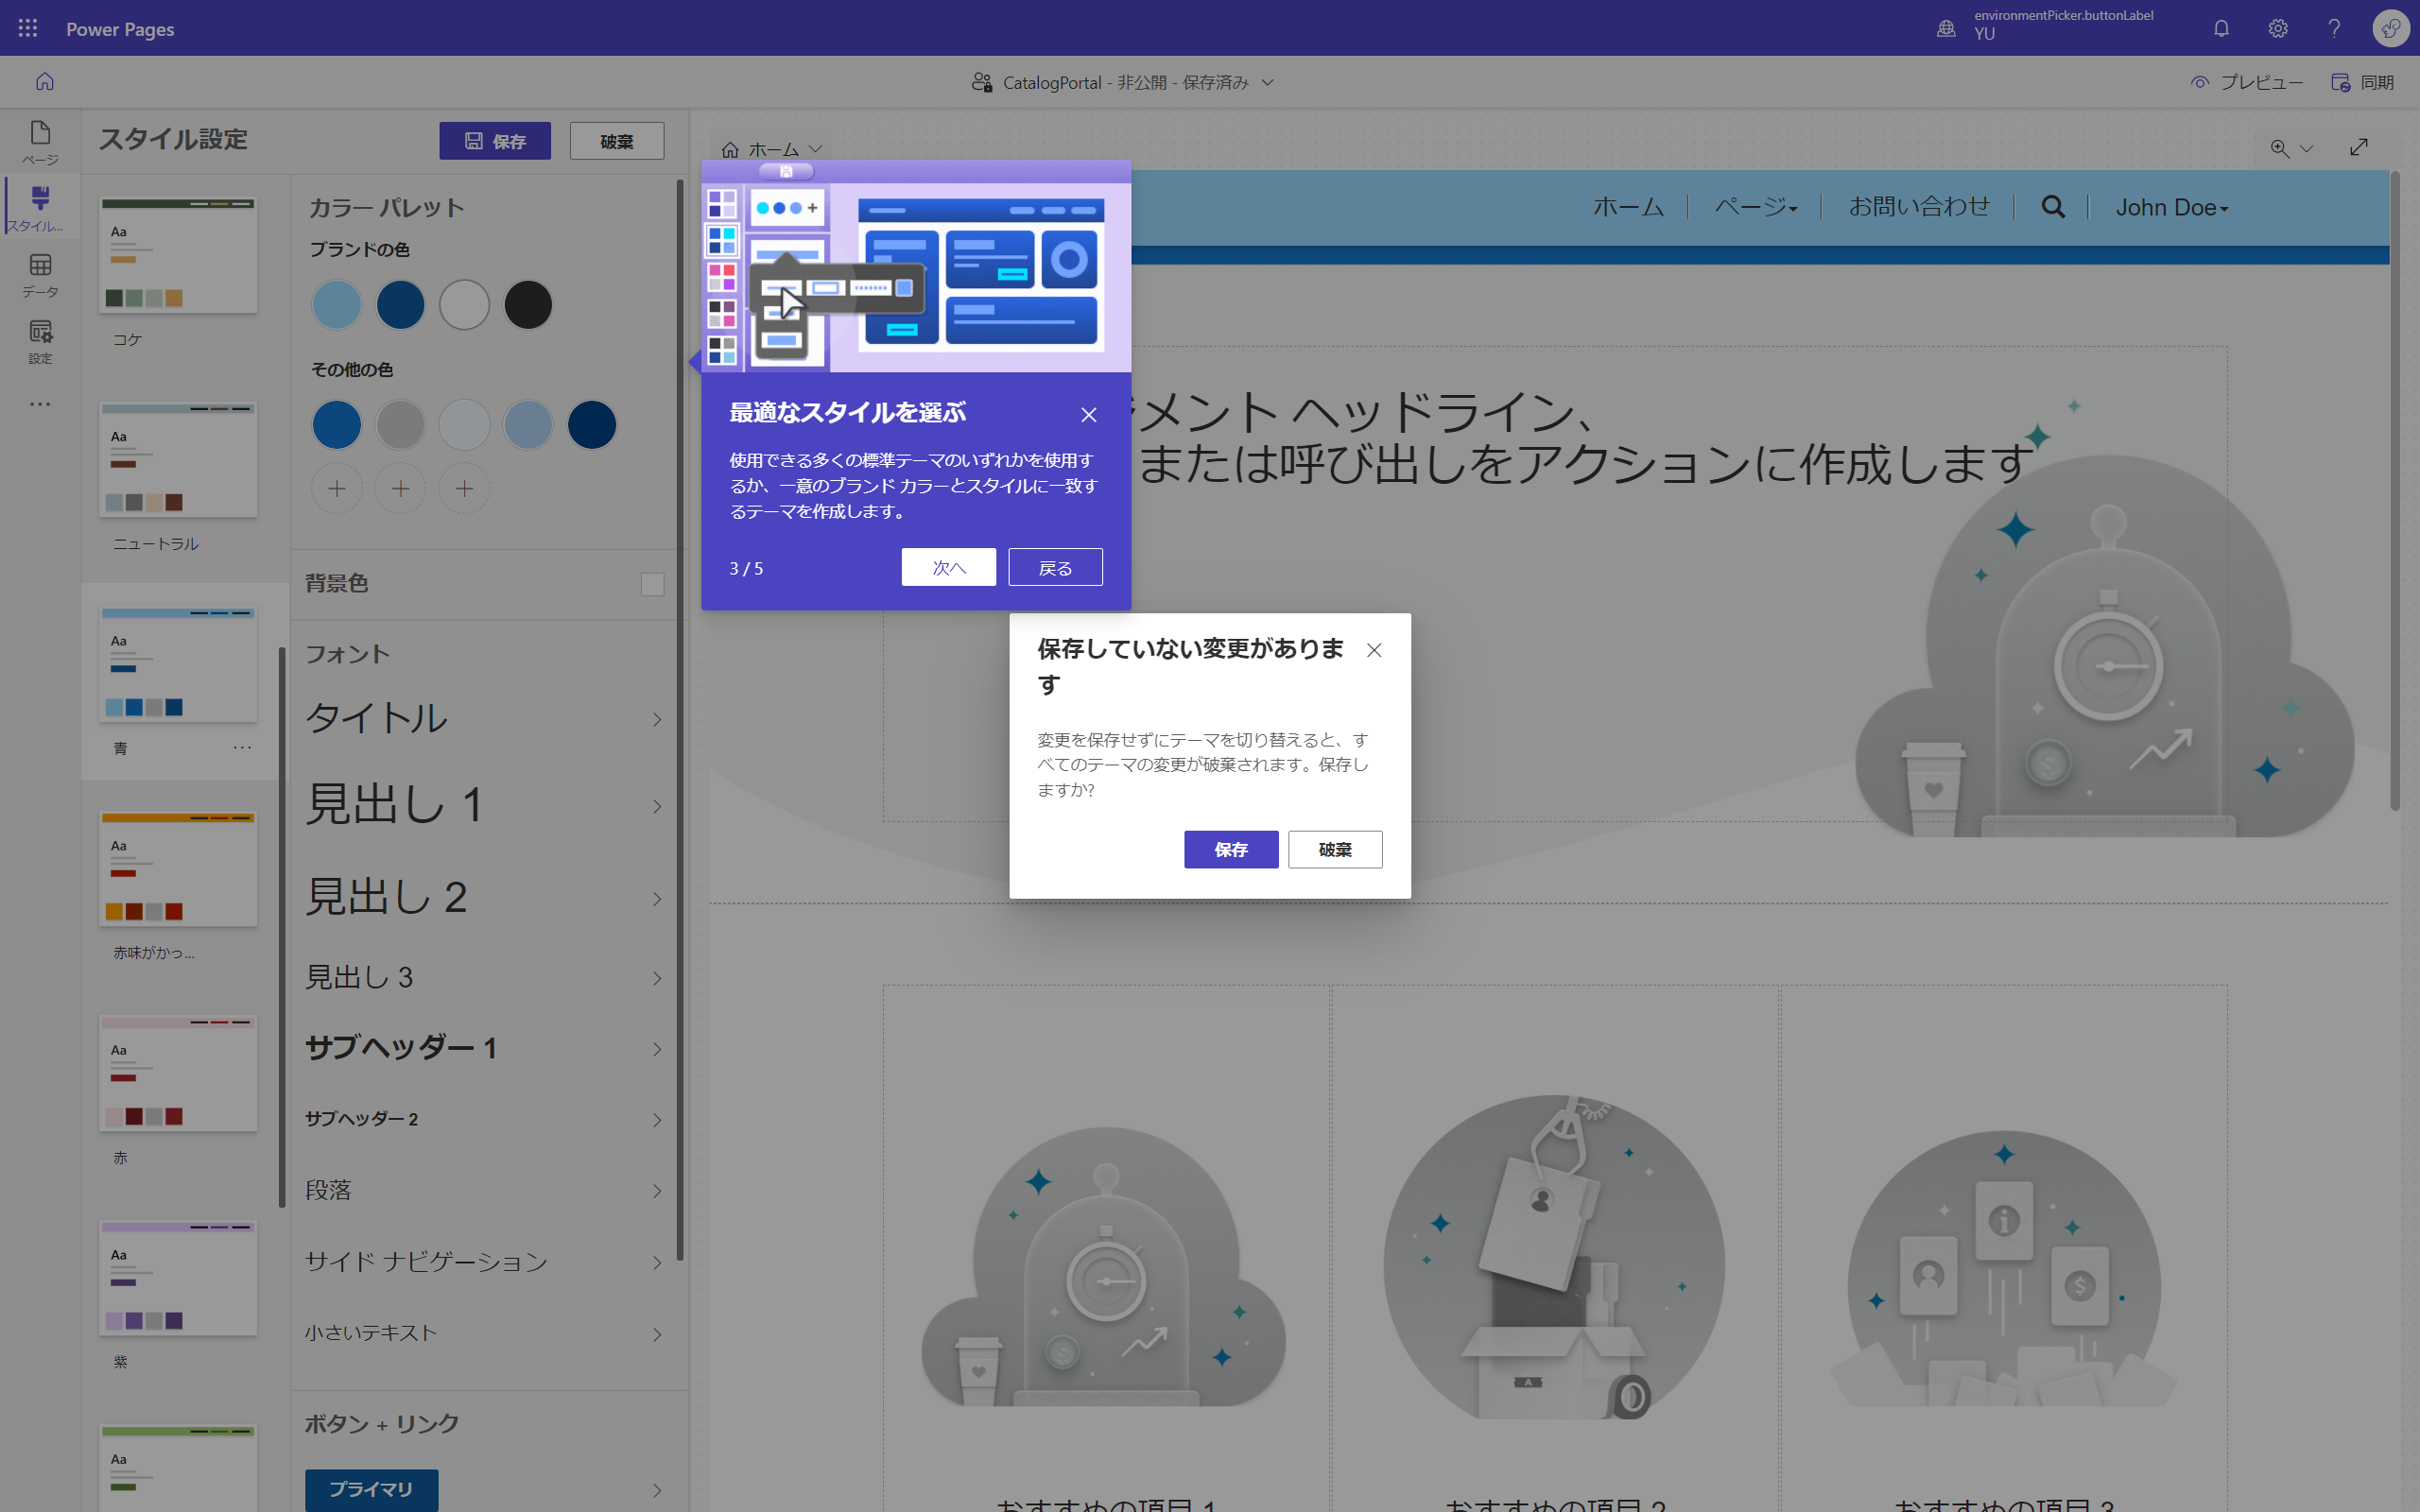 Power Pages
environmentPicker.buttonLabel
YU
CatalogPortal - 非公開 - 保存済み
プレビュー
同期
ページ
スタイル...
データ
設定
スタイル設定
保存
破棄
Aa
コケ
Aa
ニュートラル
Aa
青
Aa
赤味がかっ...
Aa
赤
Aa
紫
Aa
カラー パレット
ブランドの色
その他の色
背景色
フォント
タイトル
見出し 1
見出し 2
見出し 3
サブヘッダー 1
サブヘッダー 2
段落
サイド ナビゲーション
小さいテキスト
ボタン + リンク
プライマリ
ホーム
ホーム
ページ
お問い合わせ
John Doe
最適なスタイルを選ぶ
使用できる多くの標準テーマのいずれかを使用す
るか、一意のブランド カラーとスタイルに一致す
るテーマを作成します。
3 / 5
次へ
戻る
メント ヘッドライン、
または呼び出しをアクションに作成します
保存していない変更がありま
す
変更を保存せずにテーマを切り替えると、す
べてのテーマの変更が破棄されます。保存し
ますか?
保存
破棄
おすすめの項目 1
おすすめの項目 2
おすすめの項目 3